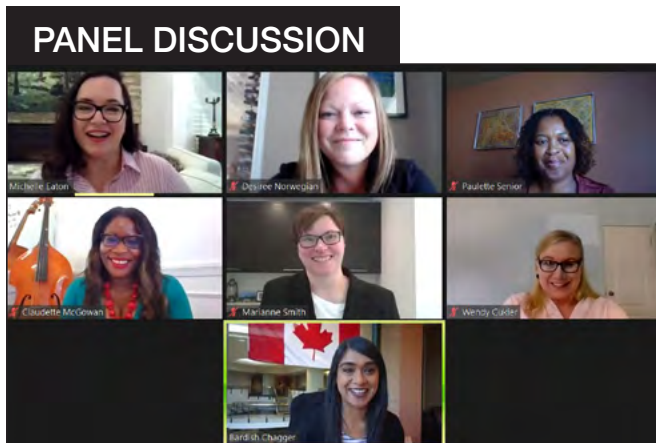 PANEL DISCUSSION
Michelle Eaton
Desiree Norwegian
Paulette Senior
Claudette McGowan
Marianne Smith
Wendy Cukier
Bardish Chagger